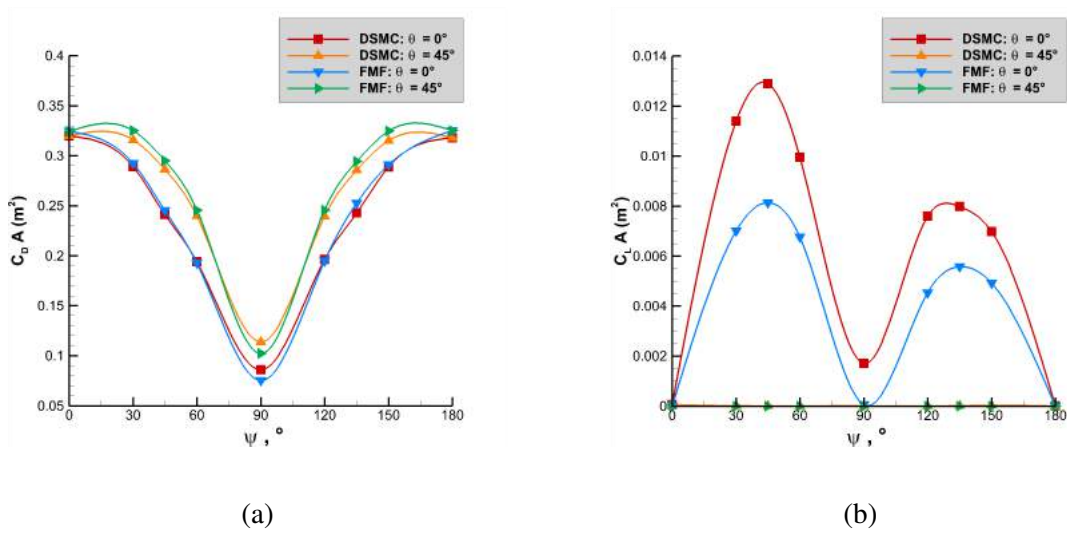 DSMC: θ = 0°
DSMC: θ = 45°
FMF: θ = 0°
FMF: θ = 45°
0.4
0.35
0.3
0.25
0.2
0.15
0.1
0.05
C_D A (m²)
0 30 60 90 120 150 180
ψ , °
(a)
DSMC: θ = 0°
DSMC: θ = 45°
FMF: θ = 0°
FMF: θ = 45°
0.014
0.012
0.01
0.008
0.006
0.004
0.002
0
C_L A (m²)
0 30 60 90 120 150 180
ψ , °
(b)